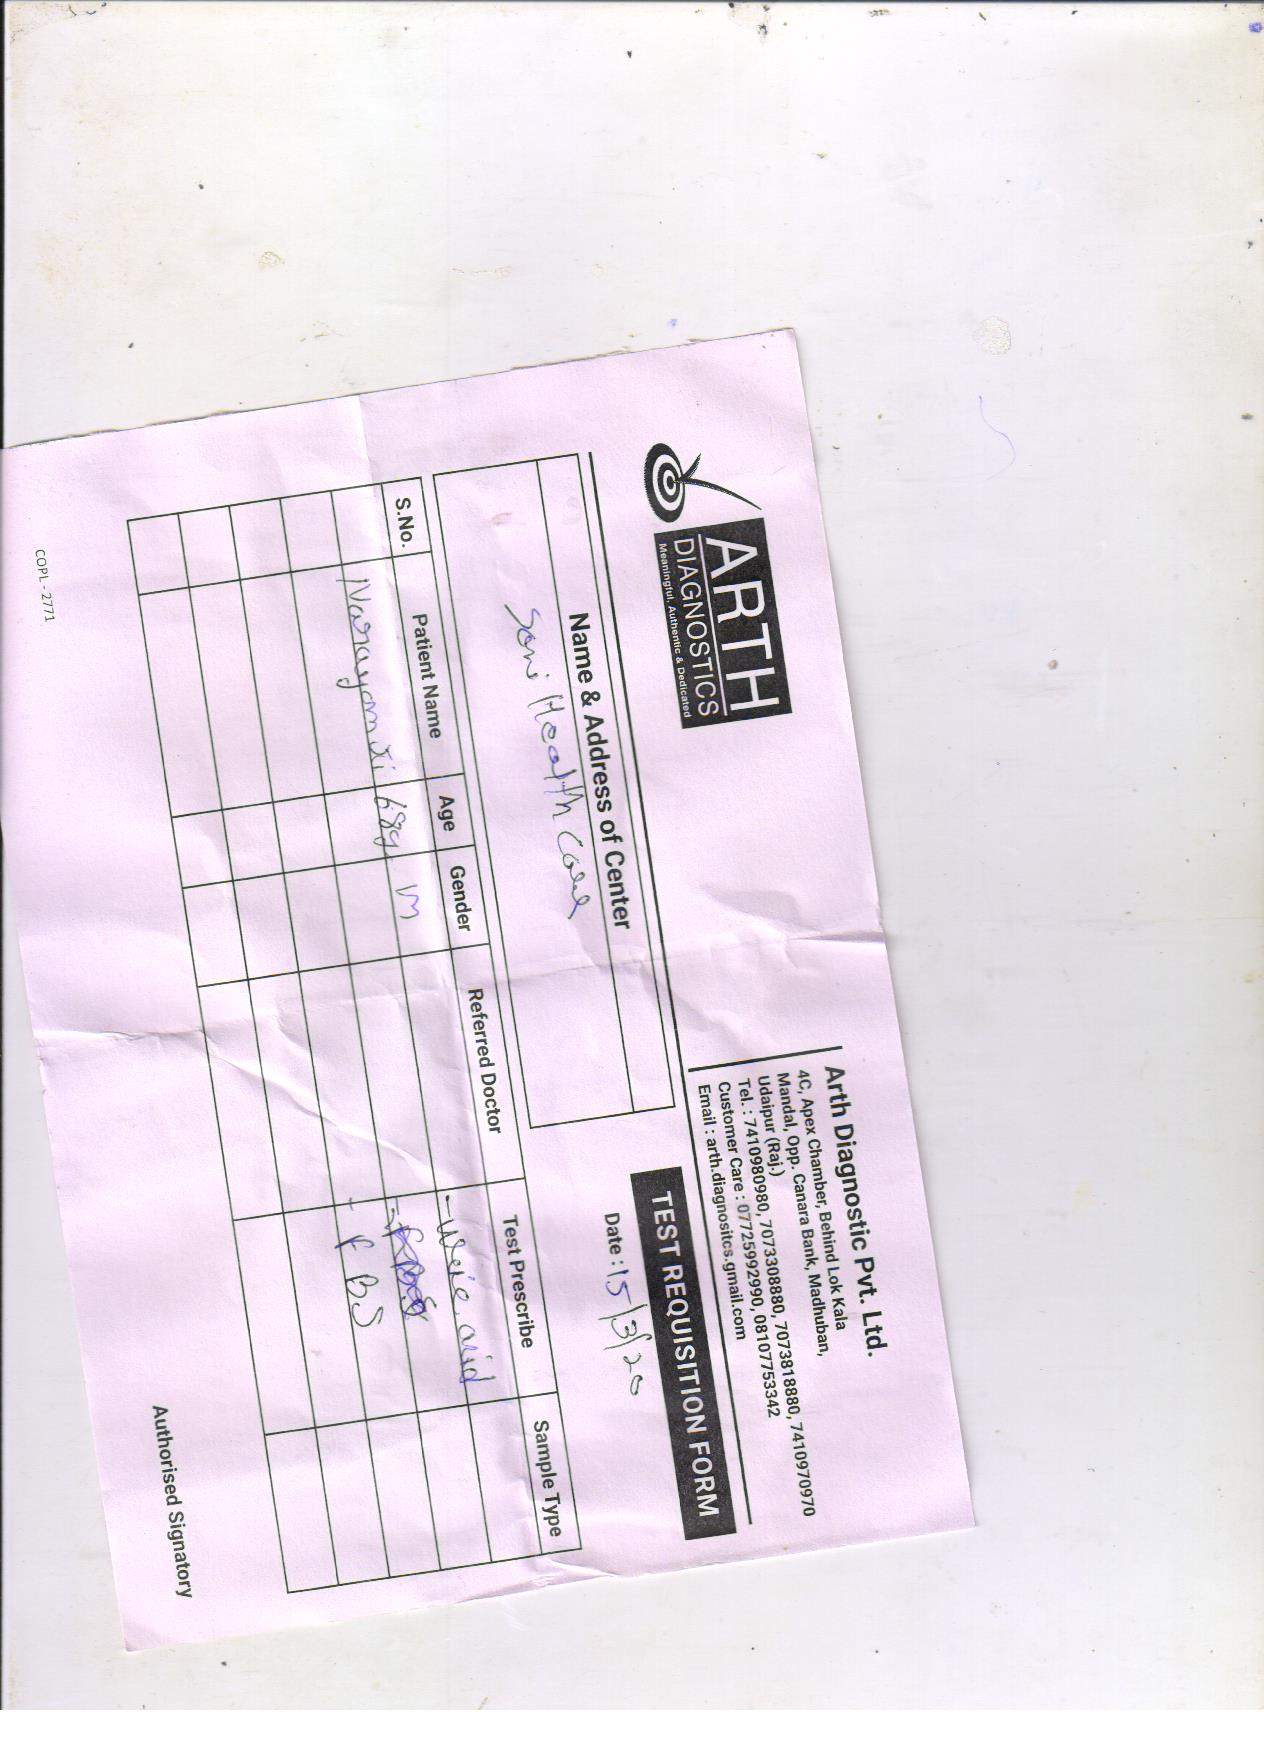 ARTH
DIAGNOSTICS
Meaningful, Authentic & Dedicated
Arth Diagnostic Pvt. Ltd.
4C, Apex Chamber, Behind Lok Kala
Mandal, Opp. Canara Bank, Madhuban,
Udaipur (Raj.)
Tel. : 7410980980, 7073308880, 7073818880, 7410970970
Customer Care : 07725992990, 08107753342
Email : arth.diagnositcs.gmail.com
TEST REQUISITION FORM
Name & Address of Center
Soni Health Care
Date : 15/3/20
S.No. Patient Name Age Gender Referred Doctor Test Prescribe Sample Type
Narayan Ji 68y M - Uric acid
- FBS
Authorised Signatory
COPL - 2771